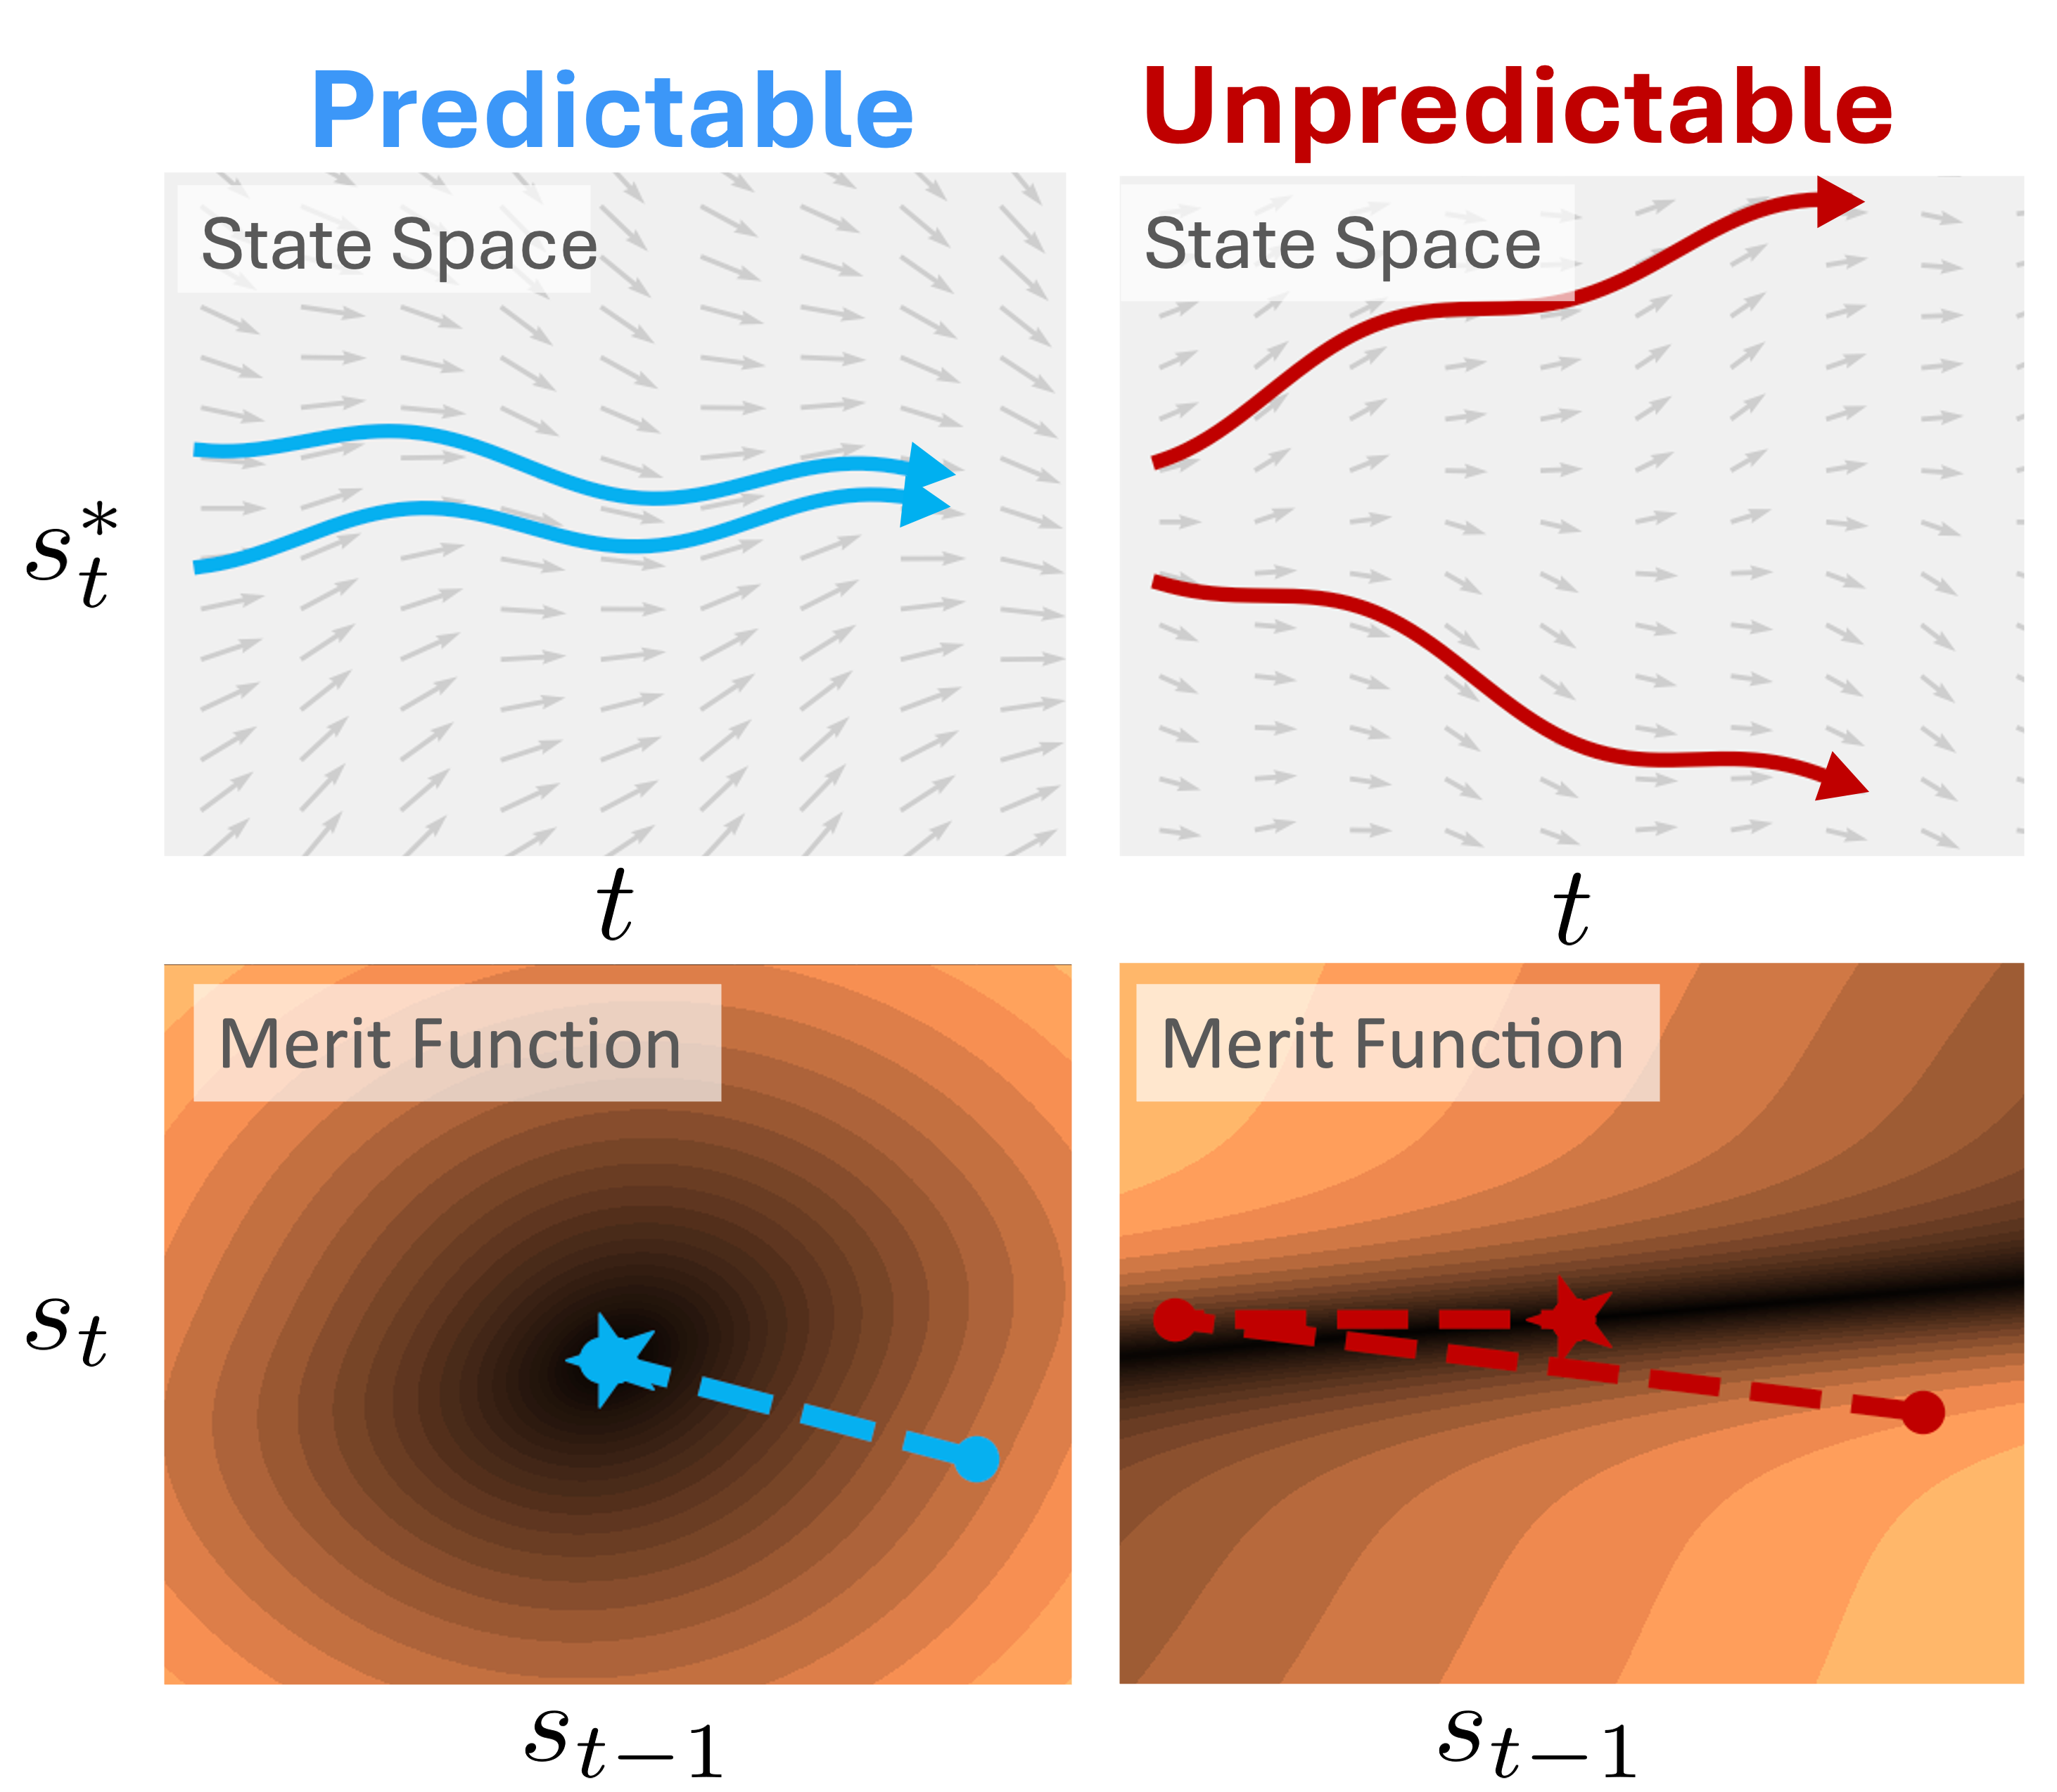 Predictable Unpredictable
State Space State Space
s_t^*
t t
Merit Function Merit Function
s_t
s_{t-1} s_{t-1}